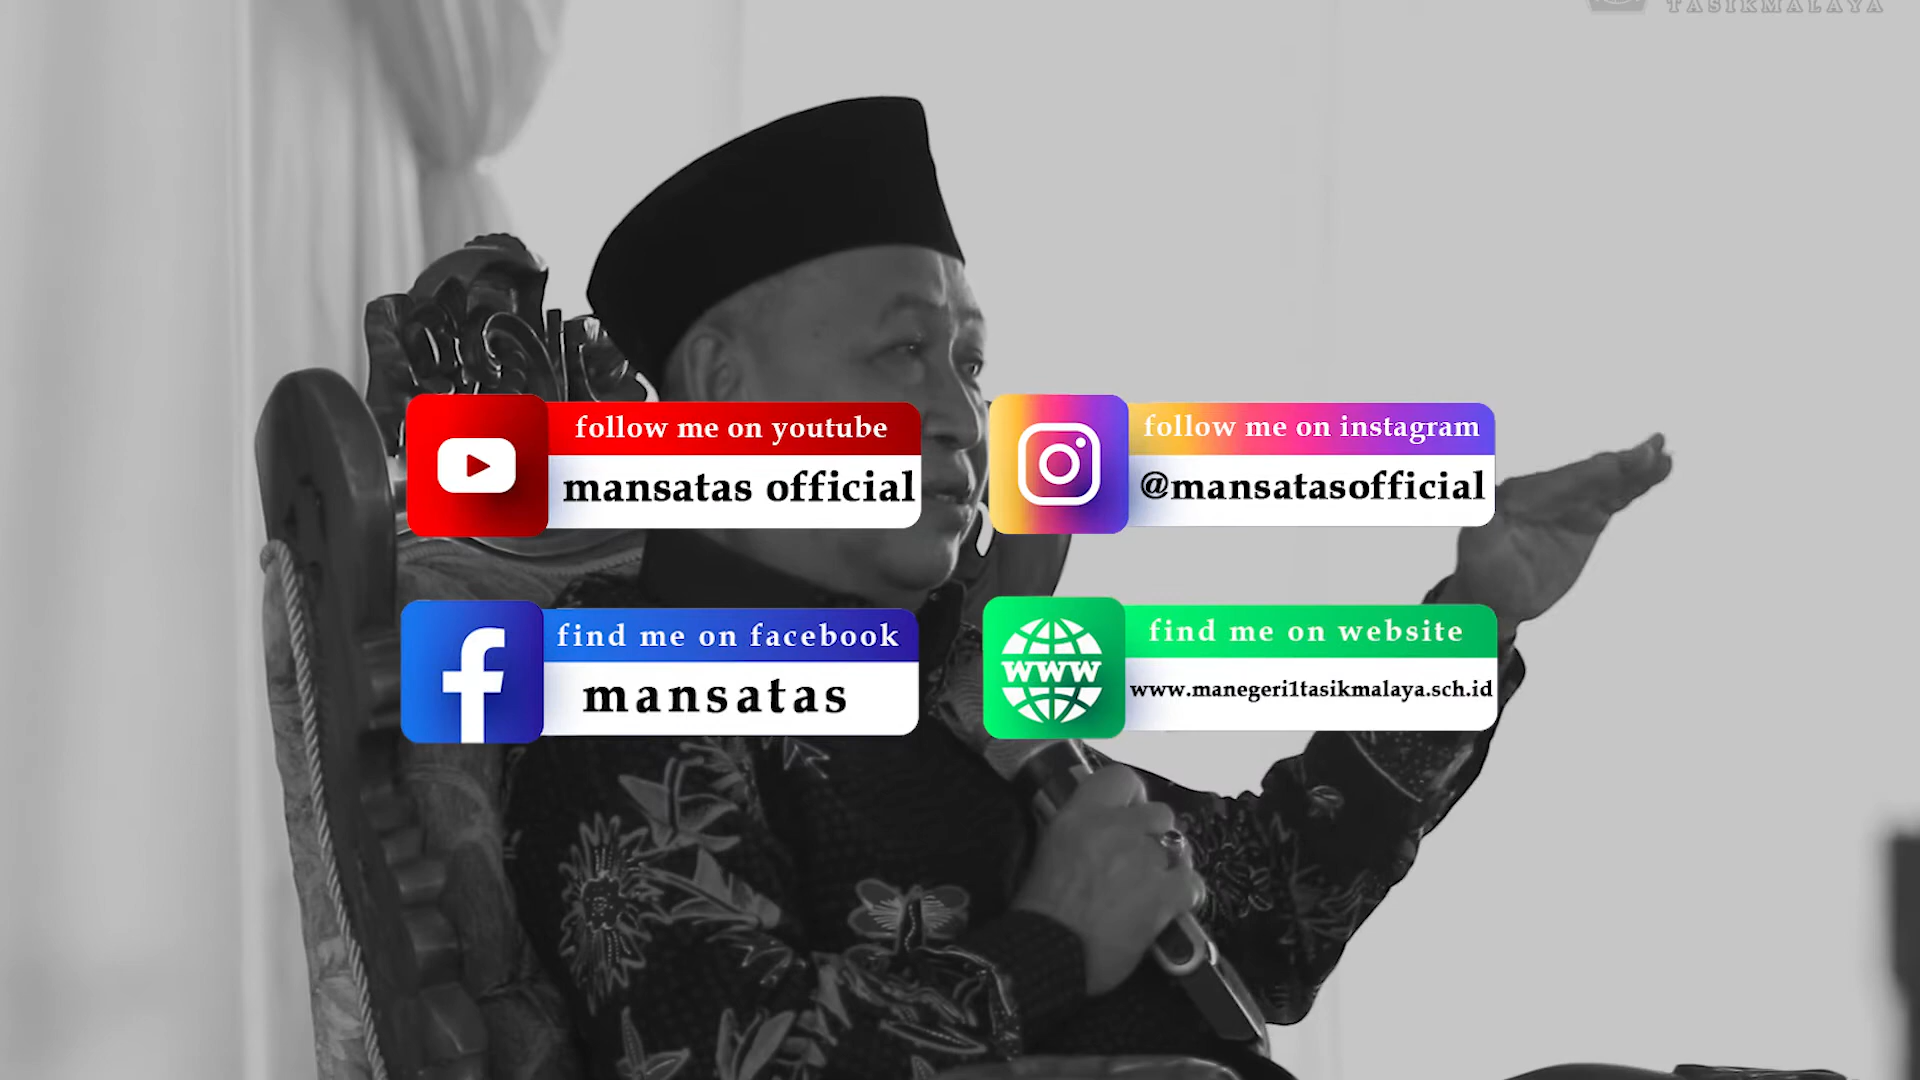 TASIKMALAYA
follow me on youtube
mansatas official
follow me on instagram
@mansatasofficial
find me on facebook
mansatas
find me on website
www
www.manegeri1tasikmalaya.sch.id